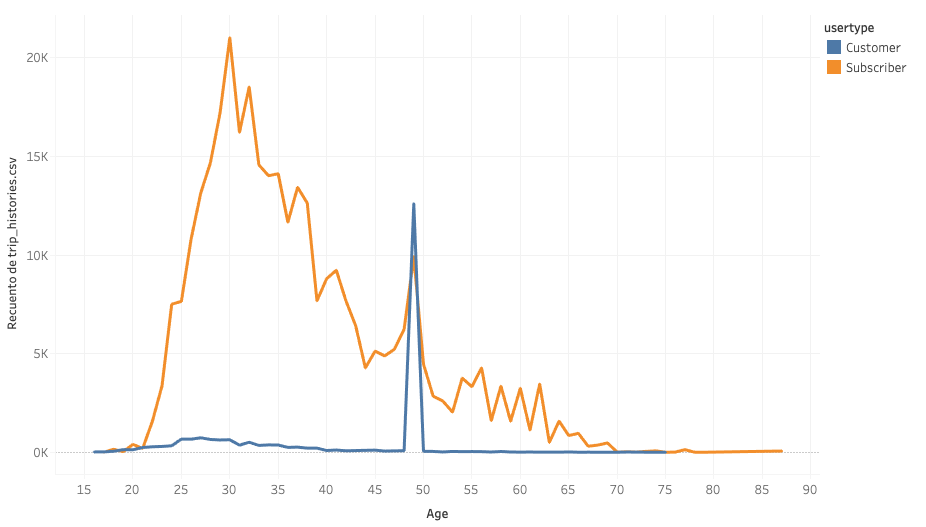 usertype
Customer
Subscriber
Recuento de trip_histories.csv
20K
15K
10K
5K
0K
15 20 25 30 35 40 45 50 55 60 65 70 75 80 85 90
Age